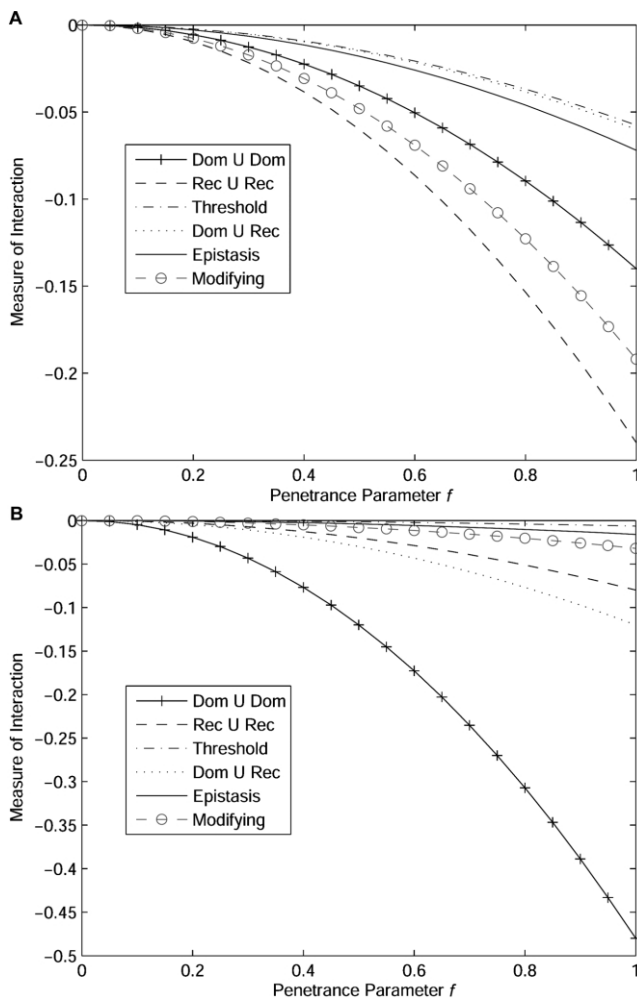 A
0
−0.05
−0.1
−0.15
−0.2
−0.25
Measure of Interaction
Dom U Dom
Rec U Rec
Threshold
Dom U Rec
Epistasis
Modifying
0 0.2 0.4 0.6 0.8 1
Penetrance Parameter f
B
0
−0.05
−0.1
−0.15
−0.2
−0.25
−0.3
−0.35
−0.4
−0.45
−0.5
Measure of Interaction
Dom U Dom
Rec U Rec
Threshold
Dom U Rec
Epistasis
Modifying
0 0.2 0.4 0.6 0.8 1
Penetrance Parameter f